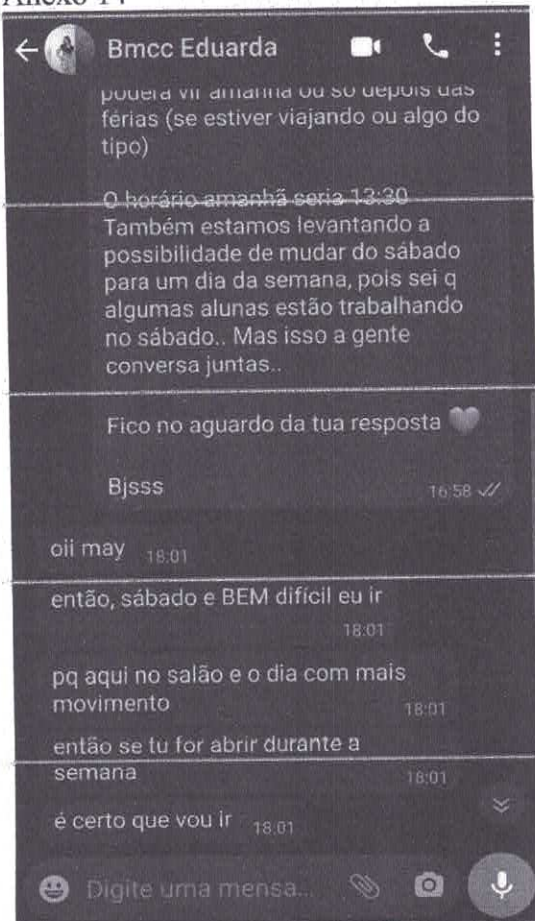 Anexo 14
Bmcc Eduarda
poderá vir amanhã ou só depois das
férias (se estiver viajando ou algo do
tipo)
O horário amanhã seria 13:30
Também estamos levantando a
possibilidade de mudar do sábado
para um dia da semana, pois sei q
algumas alunas estão trabalhando
no sábado.. Mas isso a gente
conversa juntas..
Fico no aguardo da tua resposta
Bjsss
16:58
oii may 18:01
então, sábado e BEM difícil eu ir
18:01
pq aqui no salão e o dia com mais
movimento
18:01
então se tu for abrir durante a
semana
18:01
é certo que vou ir 18:01
Digite uma mensa...